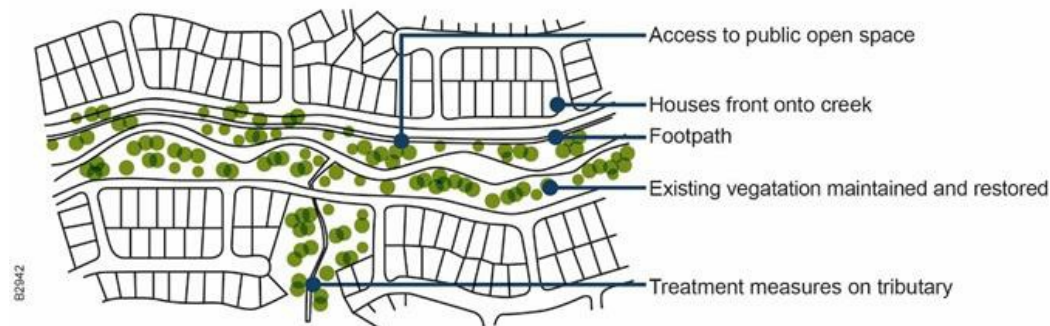 Access to public open space
Houses front onto creek
Footpath
Existing vegatation maintained and restored
Treatment measures on tributary
B2942